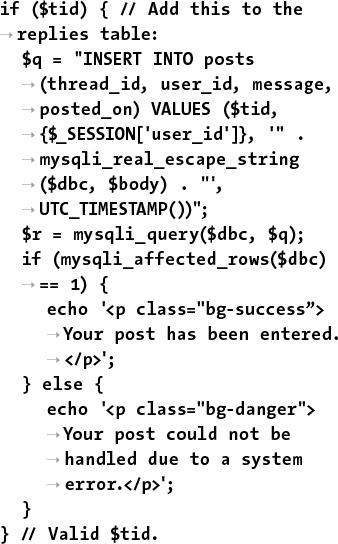 if ($tid) { // Add this to the
→replies table:
$q = "INSERT INTO posts
→(thread_id, user_id, message,
→posted_on) VALUES ($tid,
→{$_SESSION['user_id']}, '" .
→mysqli_real_escape_string
→($dbc, $body) . "',
→UTC_TIMESTAMP())";
$r = mysqli_query($dbc, $q);
if (mysqli_affected_rows($dbc)
→== 1) {
echo '<p class="bg-success”>
→Your post has been entered.
→</p>';
} else {
echo '<p class="bg-danger">
→Your post could not be
→handled due to a system
→error.</p>';
}
} // Valid $tid.